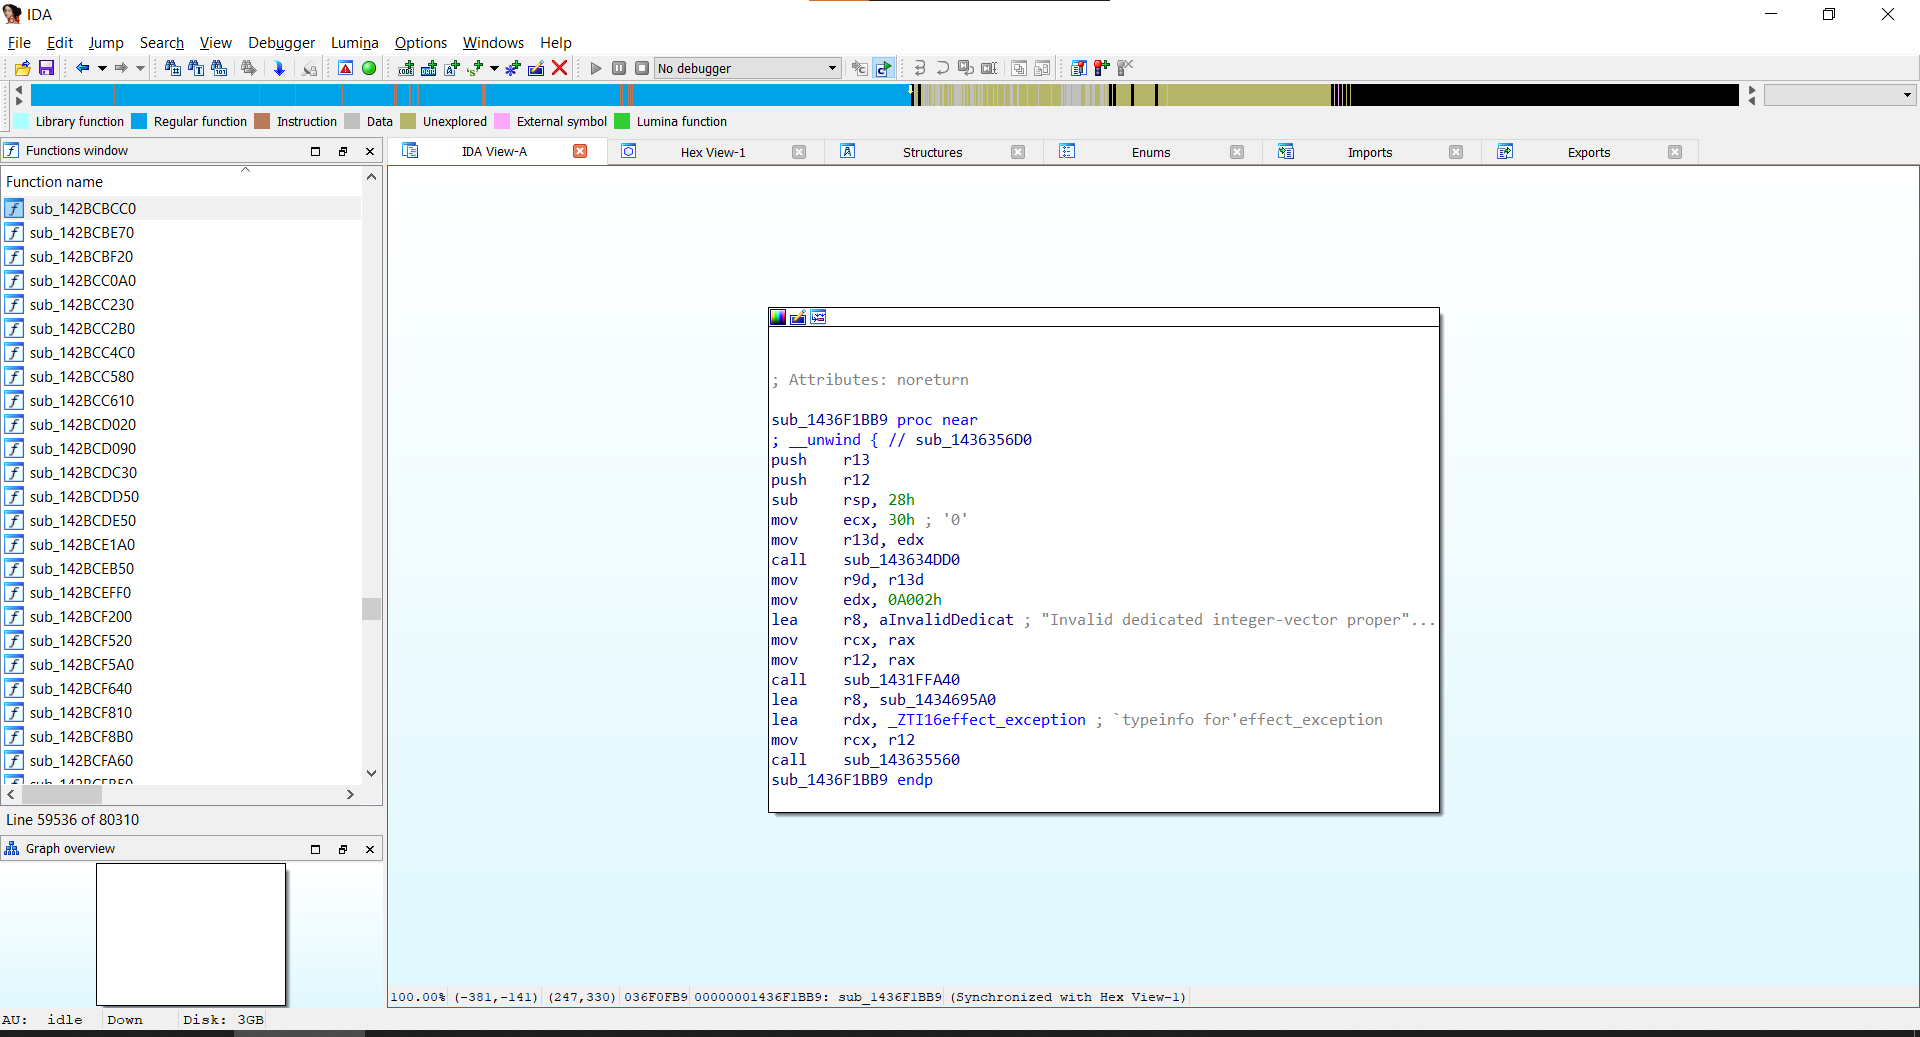 IDA
File Edit Jump Search View Debugger Lumina Options Windows Help
No debugger
Library function Regular function Instruction Data Unexplored External symbol Lumina function
Functions window
IDA View-A Hex View-1 Structures Enums Imports Exports
Function name
sub_142BCBCC0
sub_142BCBE70
sub_142BCBF20
sub_142BCC0A0
sub_142BCC230
sub_142BCC2B0
sub_142BCC4C0
sub_142BCC580
sub_142BCC610
sub_142BCD020
sub_142BCD090
sub_142BCDC30
sub_142BCDD50
sub_142BCDE50
sub_142BCE1A0
sub_142BCEB50
sub_142BCEFF0
sub_142BCF200
sub_142BCF520
sub_142BCF5A0
sub_142BCF640
sub_142BCF810
sub_142BCF8B0
sub_142BCFA60
Line 59536 of 80310
Graph overview
; Attributes: noreturn
sub_1436F1BB9 proc near
; __unwind { // sub_1436356D0
push r13
push r12
sub rsp, 28h
mov ecx, 30h ; '0'
mov r13d, edx
call sub_143634DD0
mov r9d, r13d
mov edx, 0A002h
lea r8, aInvalidDedicat ; "Invalid dedicated integer-vector proper"...
mov rcx, rax
mov r12, rax
call sub_1431FFA40
lea r8, sub_1434695A0
lea rdx, _ZTI16effect_exception ; `typeinfo for'effect_exception
mov rcx, r12
call sub_143635560
sub_1436F1BB9 endp
100.00% (-381,-141) (247,330) 036F0FB9 00000001436F1BB9: sub_1436F1BB9 (Synchronized with Hex View-1)
AU: idle Down Disk: 3GB